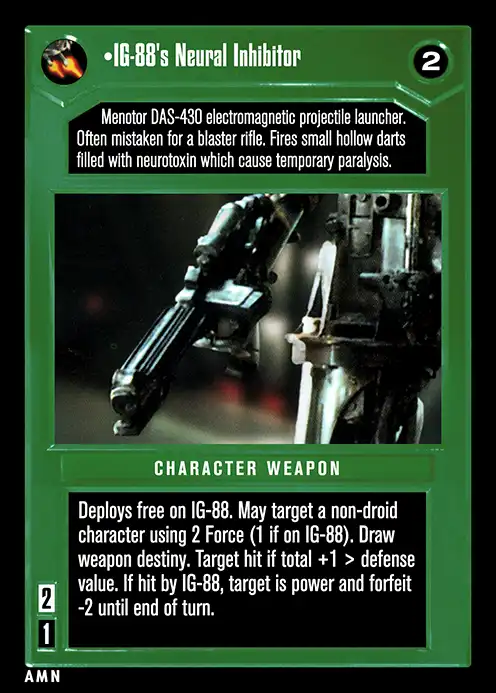 •IG-88's Neural Inhibitor
2
Menotor DAS-430 electromagnetic projectile launcher.
Often mistaken for a blaster rifle. Fires small hollow darts
filled with neurotoxin which cause temporary paralysis.
CHARACTER WEAPON
Deploys free on IG-88. May target a non-droid
character using 2 Force (1 if on IG-88). Draw
weapon destiny. Target hit if total +1 > defense
value. If hit by IG-88, target is power and forfeit
-2 until end of turn.
2
1
AMN